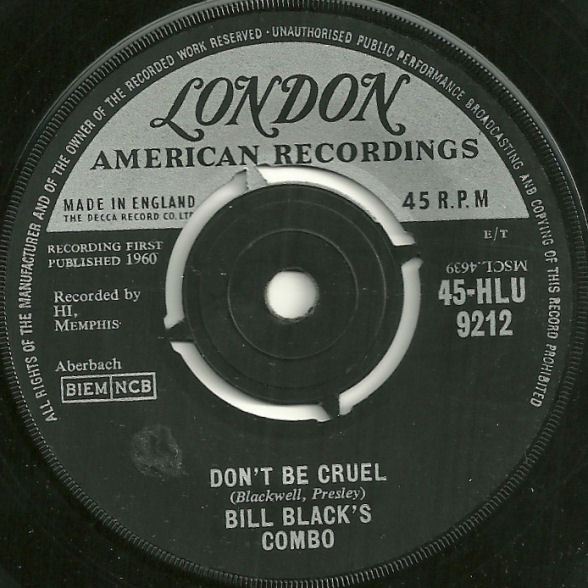 ALL RIGHTS OF THE MANUFACTURER AND OF THE OWNER OF THE RECORDED WORK RESERVED · UNAUTHORISED PUBLIC PERFORMANCE BROADCASTING AND COPYING OF THIS RECORD PROHIBITED
LONDON
AMERICAN RECORDINGS
MADE IN ENGLAND
THE DECCA RECORD CO. LTD
45 R.P.M
RECORDING FIRST
PUBLISHED 1960
E/T
MSCL.4639
Recorded by
HI,
MEMPHIS
45-HLU
9212
Aberbach
BIEM NCB
DON'T BE CRUEL
(Blackwell, Presley)
BILL BLACK'S
COMBO